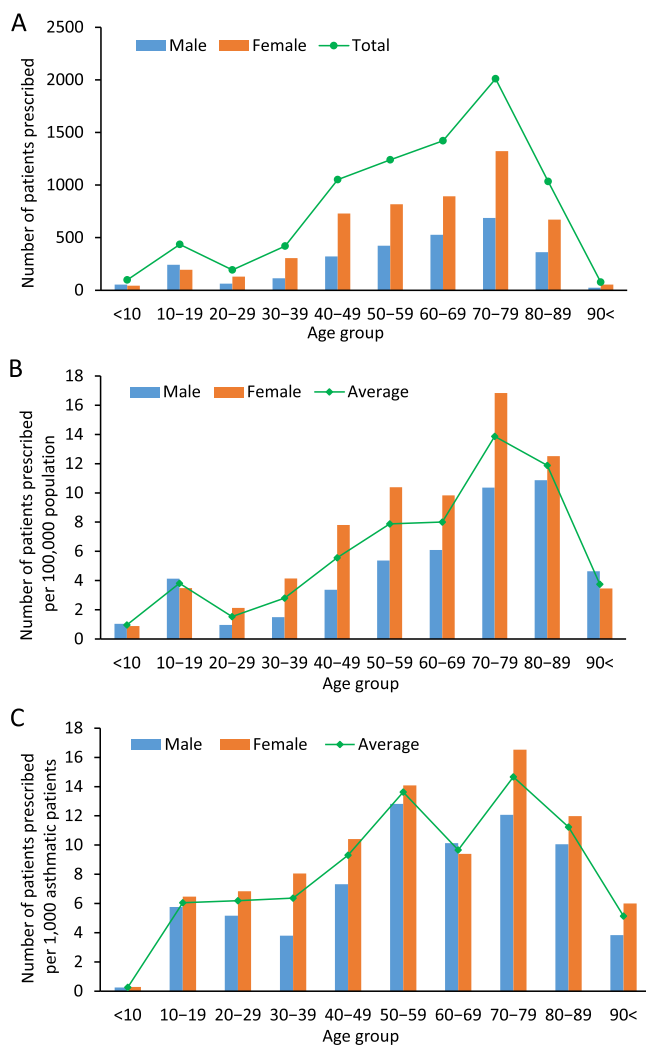 A
Male Female Total
Number of patients prescribed
2500
2000
1500
1000
500
0
<10 10−19 20−29 30−39 40−49 50−59 60−69 70−79 80−89 90<
Age group
B
Male Female Average
Number of patients prescribed
per 100,000 population
18
16
14
12
10
8
6
4
2
0
<10 10−19 20−29 30−39 40−49 50−59 60−69 70−79 80−89 90<
Age group
C
Male Female Average
Number of patients prescribed
per 1,000 asthmatic patients
18
16
14
12
10
8
6
4
2
0
<10 10−19 20−29 30−39 40−49 50−59 60−69 70−79 80−89 90<
Age group